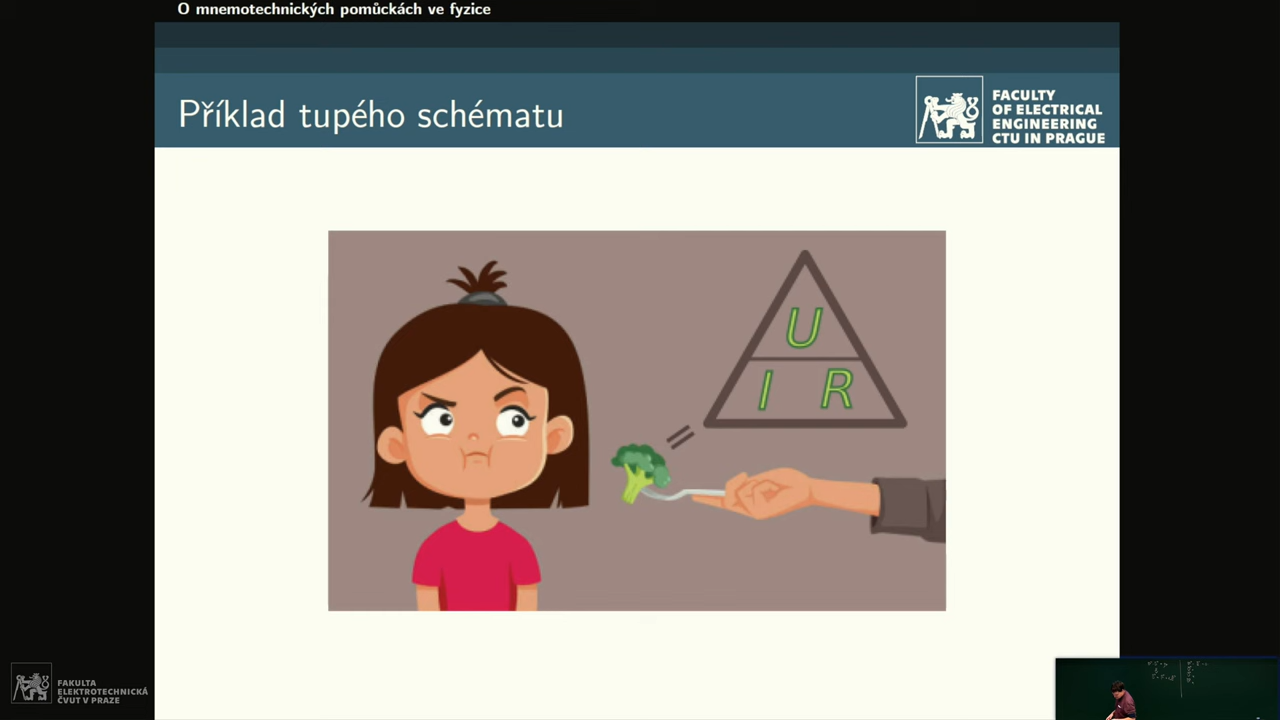 O mnemotechnických pomůckách ve fyzice
Příklad tupého schématu
FACULTY
OF ELECTRICAL
ENGINEERING
CTU IN PRAGUE
U
I R
=
FAKULTA
ELEKTROTECHNICKÁ
ČVUT V PRAZE